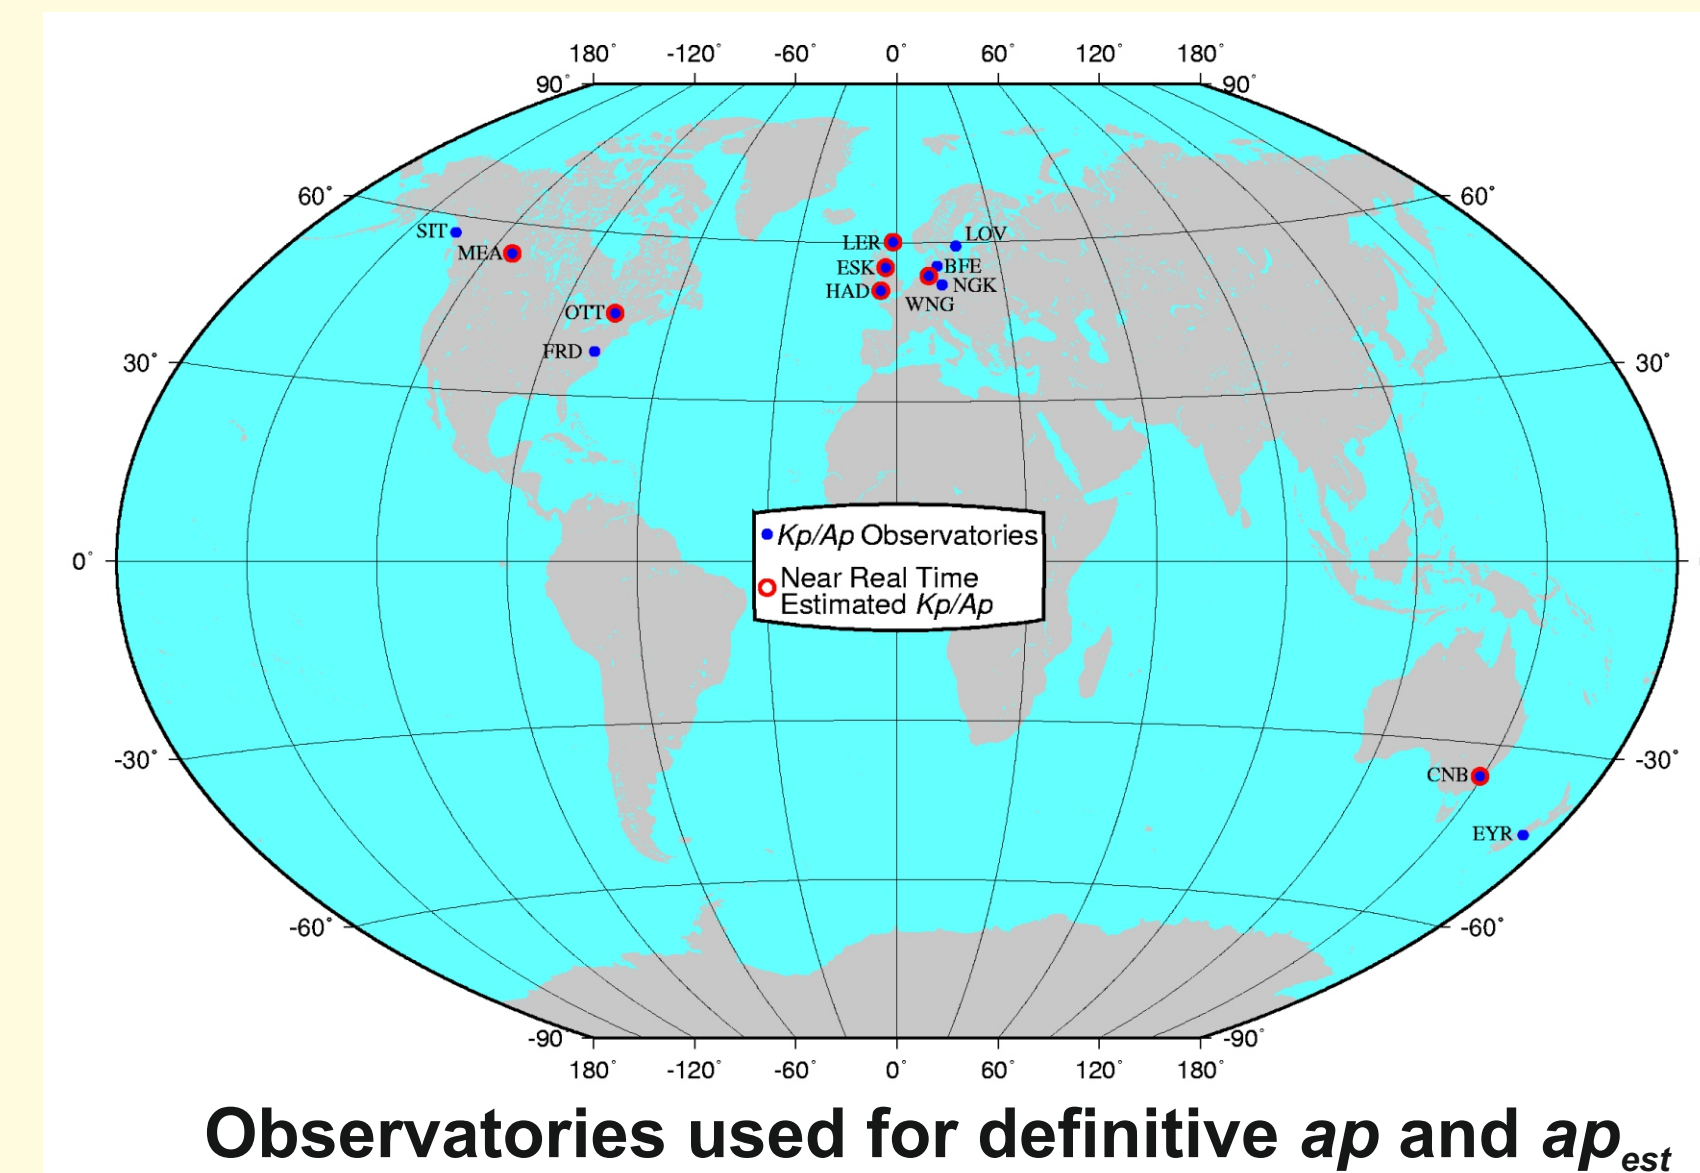 180° -120° -60° 0° 60° 120° 180°
90° 90°
60° 60°
SIT
MEA
LER
LOV
ESK
BFE
HAD
NGK
WNG
OTT
FRD
30° 30°
Kp/Ap Observatories
0°
Near Real Time
Estimated Kp/Ap
-30° -30°
CNB
EYR
-60° -60°
-90° -90°
180° -120° -60° 0° 60° 120° 180°
Observatories used for definitive ap and ap_est